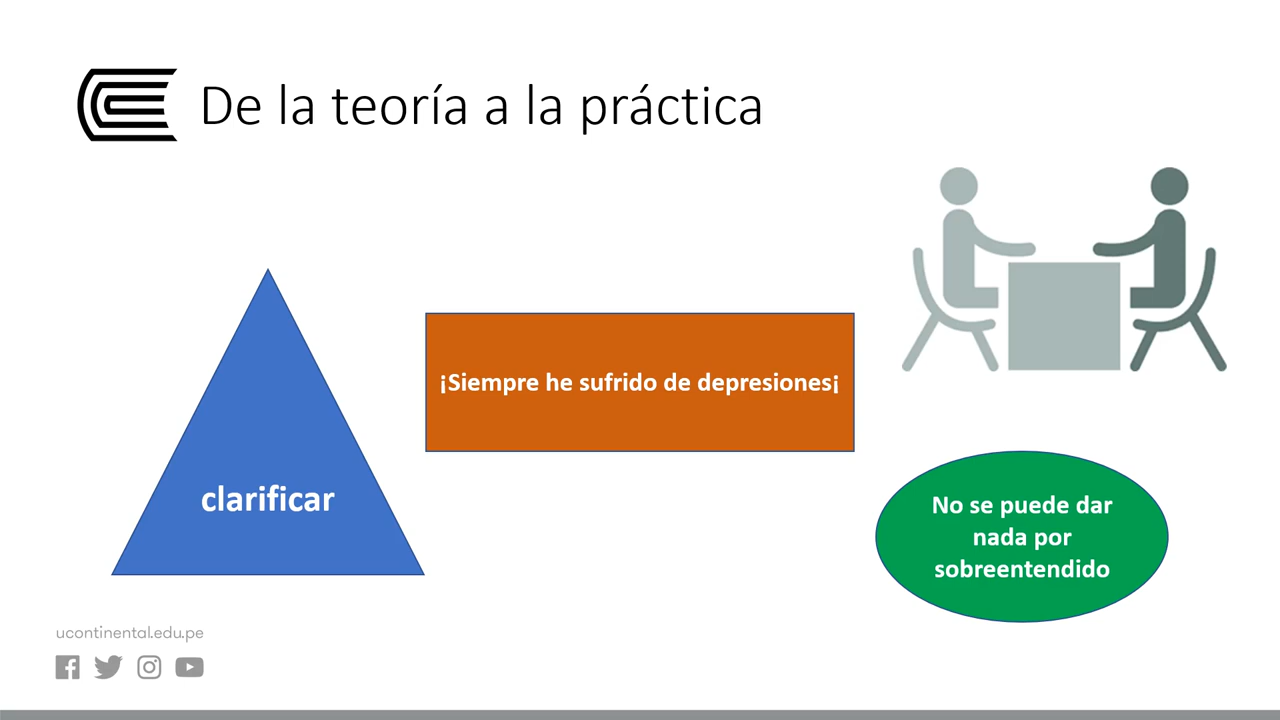 De la teoría a la práctica
clarificar
¡Siempre he sufrido de depresiones¡
No se puede dar
nada por
sobreentendido
ucontinental.edu.pe